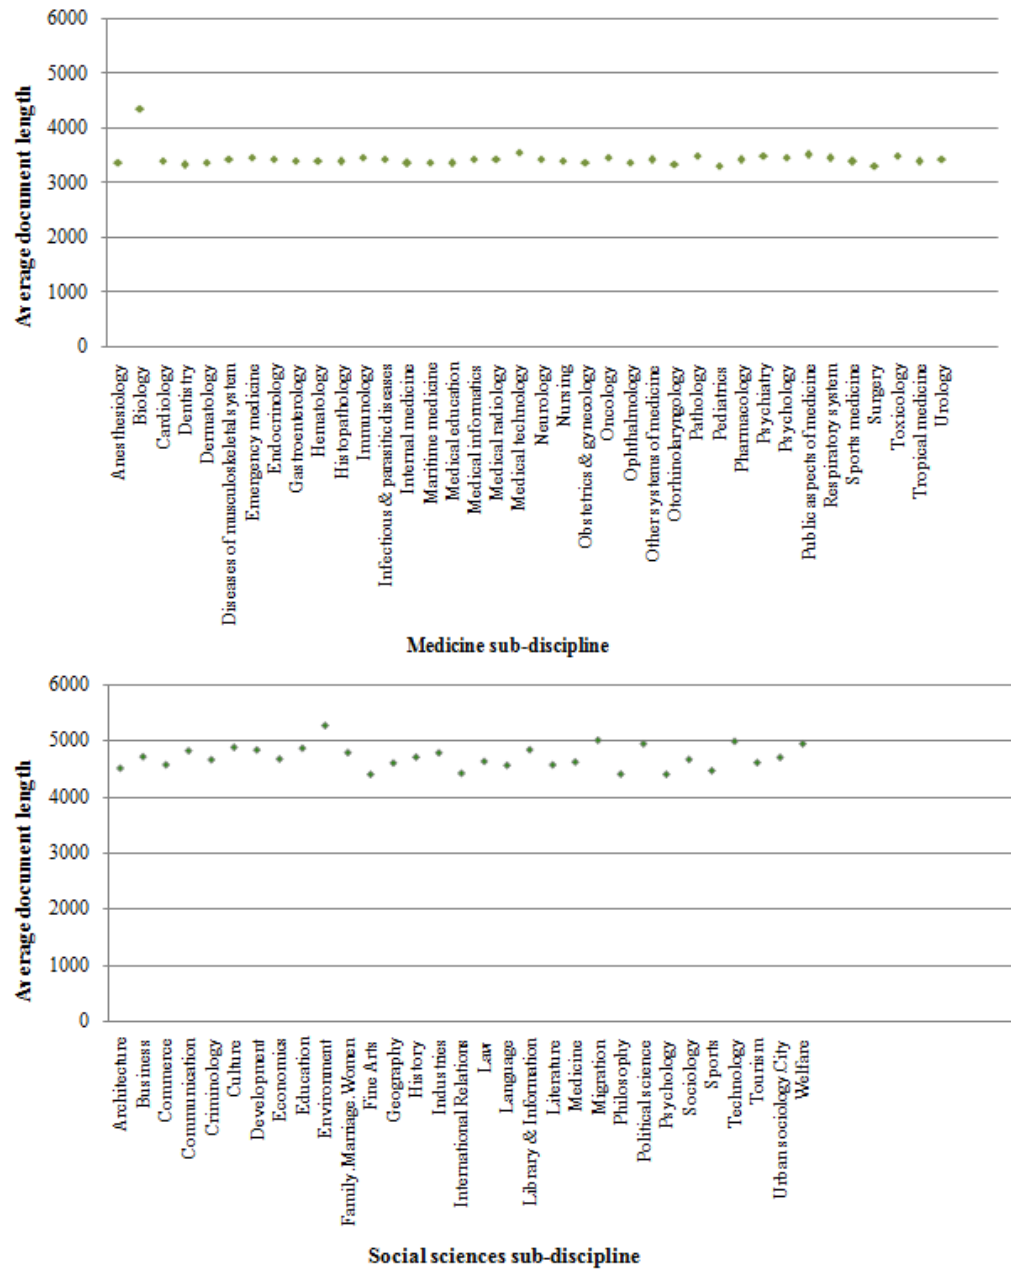 6000
5000
4000
3000
2000
1000
0
Average document length
Anesthesiology
Biology
Cardiology
Dentistry
Dermatology
Diseases of musculoskeletal system
Emergency medicine
Endocrinology
Gastroenterology
Hematology
Histopathology
Immunology
Infectious & parasitic diseases
Internal medicine
Maritime medicine
Medical education
Medical informatics
Medical radiology
Medical technology
Neurology
Nursing
Obstetrics & gynecology
Oncology
Ophthalmology
Other systems of medicine
Otorhinolaryngology
Pathology
Pediatrics
Pharmacology
Psychiatry
Psychology
Public aspects of medicine
Respiratory system
Sports medicine
Surgery
Toxicology
Tropical medicine
Urology
Medicine sub-discipline
6000
5000
4000
3000
2000
1000
0
Average document length
Architecture
Business
Commerce
Communication
Criminology
Culture
Development
Economics
Education
Environment
Family.Marriage.Women
Fine Arts
Geography
History
Industries
International Relations
Law
Language
Library & Information
Literature
Medicine
Migration
Philosophy
Political science
Psychology
Sociology
Sports
Technology
Tourism
Urban sociology.City
Welfare
Social sciences sub-discipline